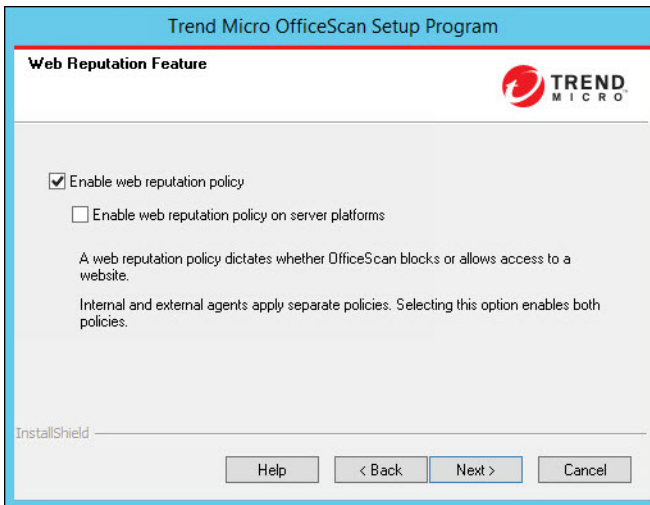 Trend Micro OfficeScan Setup Program
Web Reputation Feature
TREND
MICRO
Enable web reputation policy
Enable web reputation policy on server platforms
A web reputation policy dictates whether OfficeScan blocks or allows access to a
website.
Internal and external agents apply separate policies. Selecting this option enables both
policies.
InstallShield
Help
< Back
Next >
Cancel